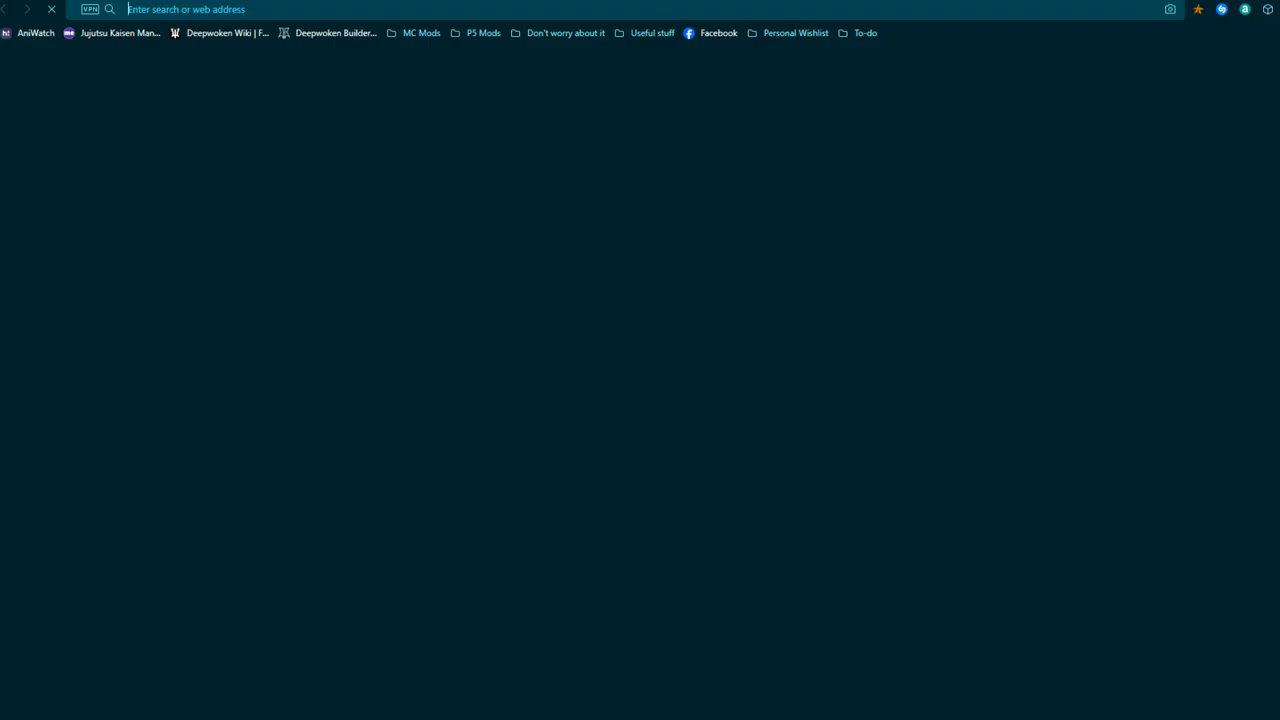 VPN Enter search or web address
h! AniWatch me Jujutsu Kaisen Man... Deepwoken Wiki | F... Deepwoken Builder... MC Mods P5 Mods Don't worry about it Useful stuff Facebook Personal Wishlist To-do